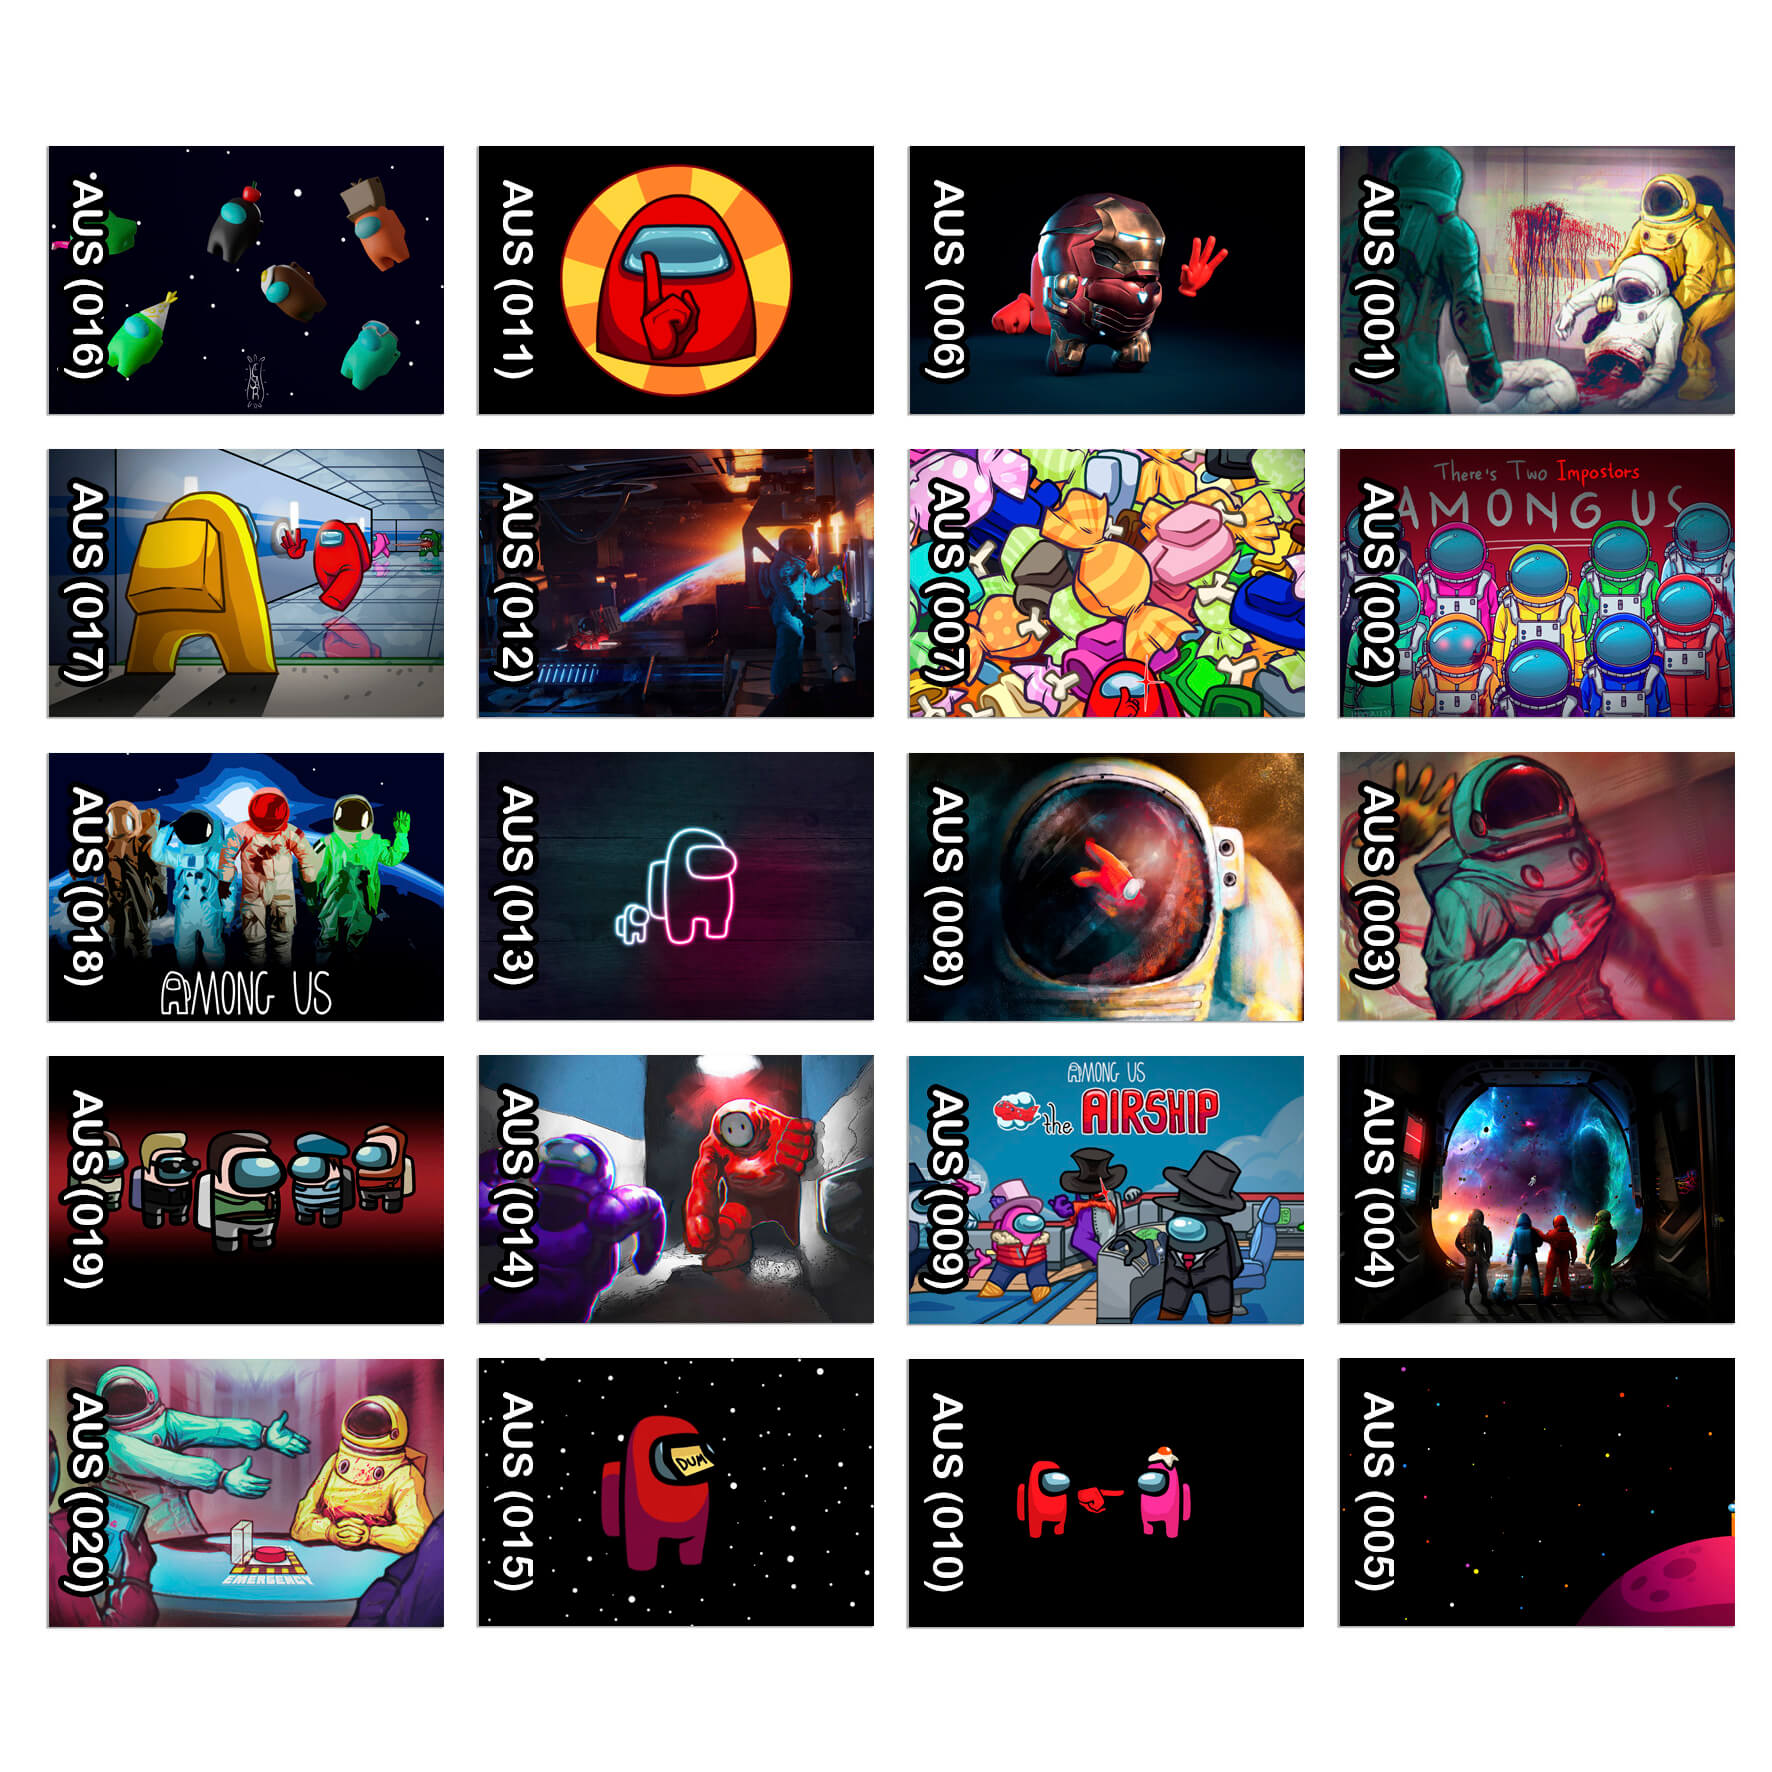 AUS (016)
AUS (011)
AUS (006)
AUS (001)
AUS (017)
AUS (012)
AUS (007)
AUS (002)
There's Two Impostors
AMONG US
AUS (018)
AMONG US
AUS (013)
AUS (008)
AUS (003)
AUS (019)
AUS (014)
AUS (009)
AMONG US
the AIRSHIP
AUS (004)
AUS (020)
EMERGENCY
AUS (015)
DUM
AUS (010)
AUS (005)